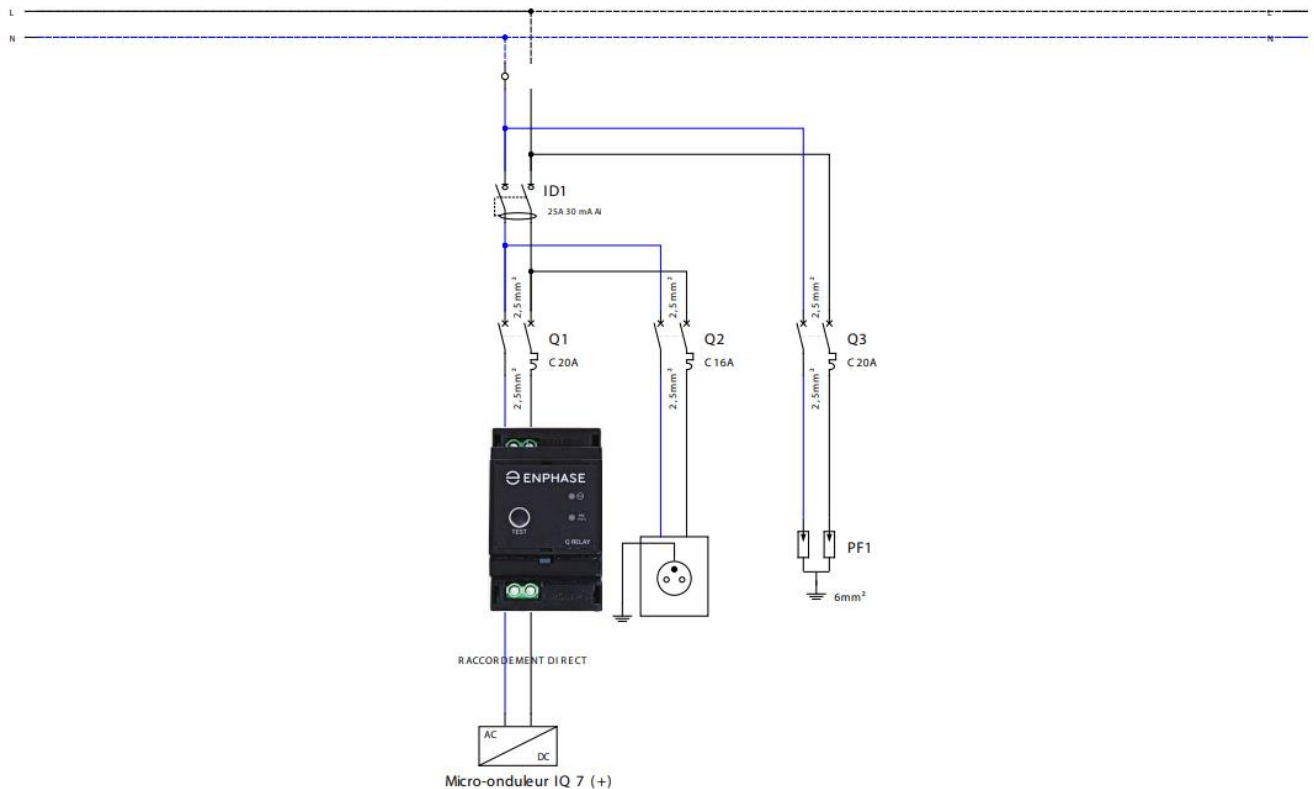 L
L
N
N
ID1
25A 30 mA Ai
2,5mm²
2,5mm²
2,5mm²
Q1
C 20A
Q2
C 16A
Q3
C 20A
2,5mm²
2,5mm²
2,5mm²
ENPHASE
TEST
Q RELAY
PF1
6mm²
RACCORDEMENT DIRECT
AC
DC
Micro-onduleur IQ 7 (+)